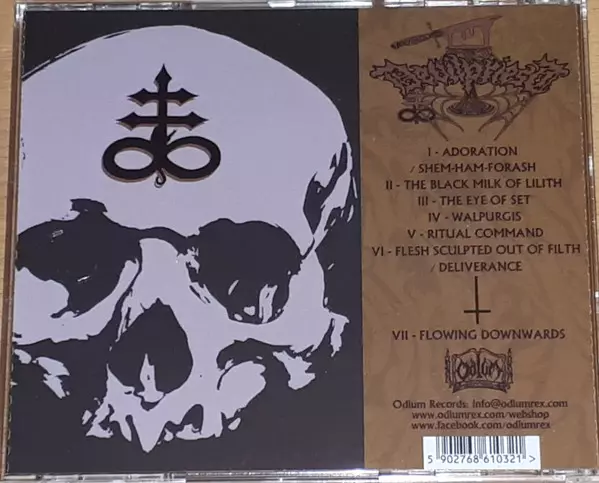 I - ADORATION
/ SHEM-HAM-FORASH
II - THE BLACK MILK OF LILITH
III - THE EYE OF SET
IV - WALPURGIS
V - RITUAL COMMAND
VI - FLESH SCULPTED OUT OF FILTH
/ DELIVERANCE
VII - FLOWING DOWNWARDS
Odium
Odium Records: Info@odiumrex.com
www.odiumrex.com/webshop
www.facebook.com/odiumrex
5 902768 610321 >